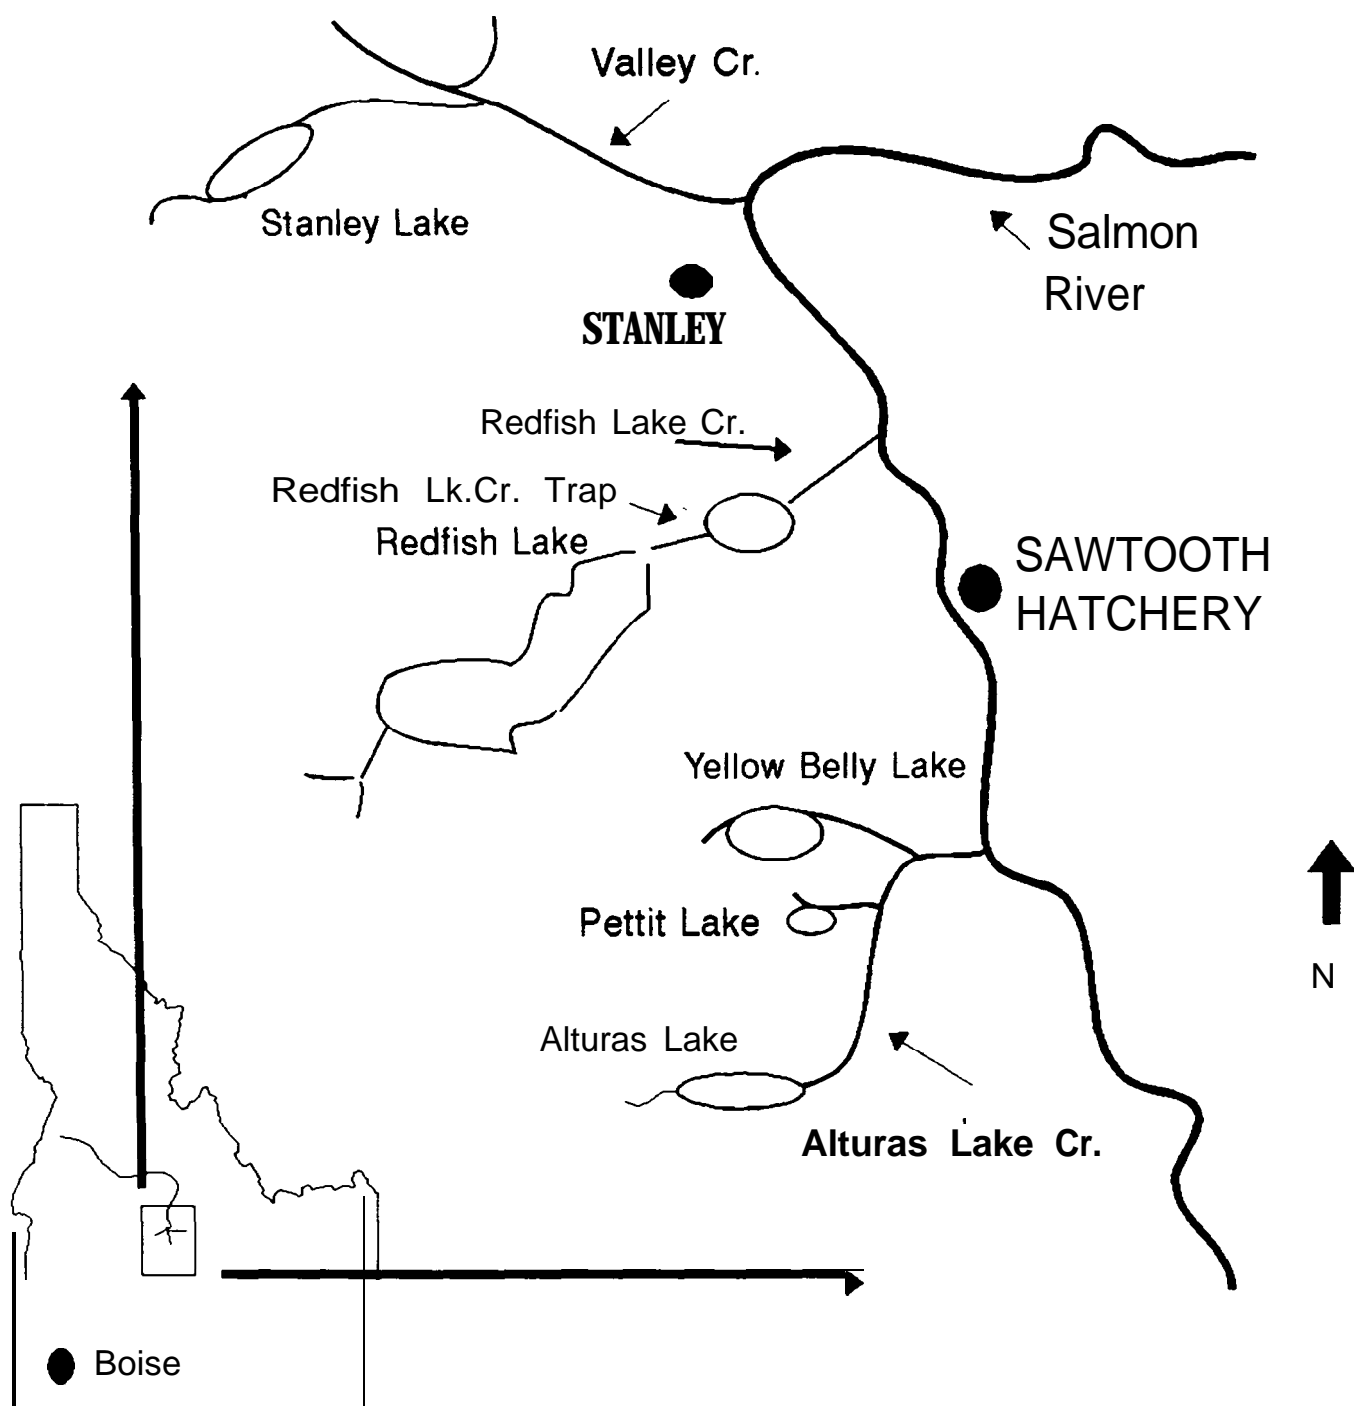 Valley Cr.
Stanley Lake
Salmon
River
STANLEY
Redfish Lake Cr.
Redfish Lk.Cr. Trap
Redfish Lake
SAWTOOTH
HATCHERY
Yellow Belly Lake
Pettit Lake
N
Alturas Lake
Alturas Lake Cr.
Boise